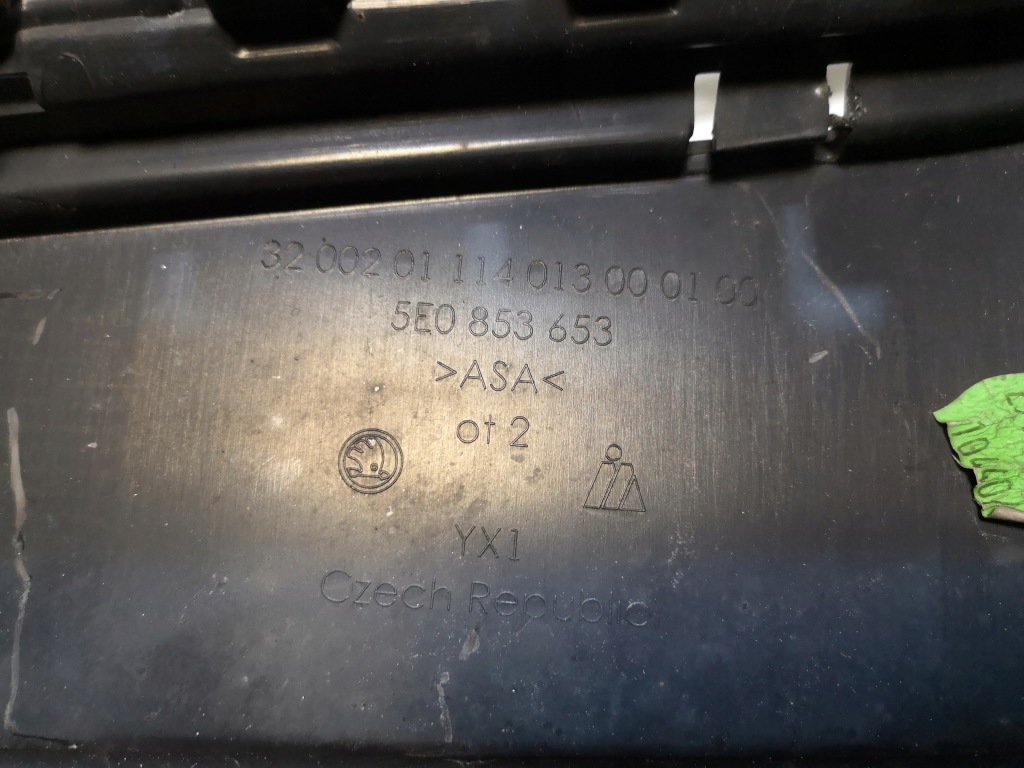 32 002 01 114 013 00 01 00
5E0 853 653
>ASA<
ot 2
YX1
Czech Republic